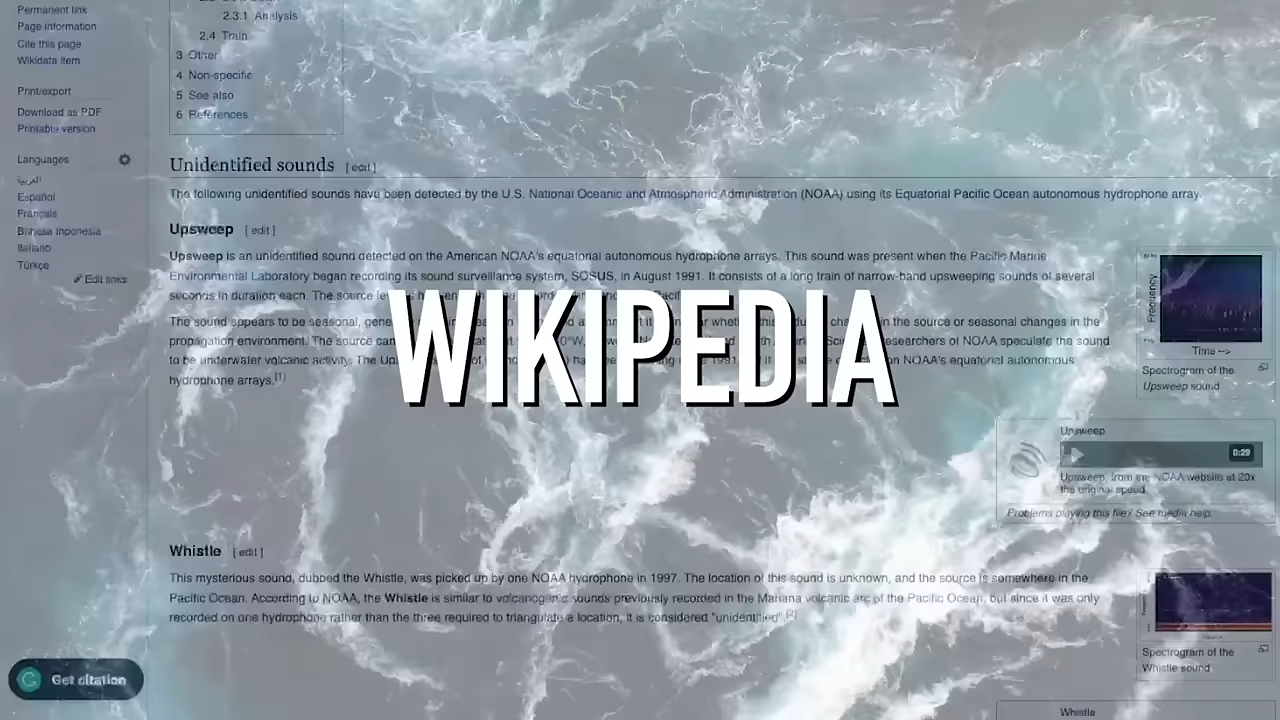 Permanent link
Page information
Cite this page
Wikidata item
Print/export
Download as PDF
Printable version
Languages
العربية
Español
Français
Bahasa Indonesia
Italiano
Türkçe
Edit links
2.3.1 Analysis
2.4 Train
3 Other
4 Non-specific
5 See also
6 References
Unidentified sounds [ edit ]
The following unidentified sounds have been detected by the U.S. National Oceanic and Atmospheric Administration (NOAA) using its Equatorial Pacific Ocean autonomous hydrophone array.
Upsweep [ edit ]
Upsweep is an unidentified sound detected on the American NOAA's equatorial autonomous hydrophone arrays. This sound was present when the Pacific Marine
Environmental Laboratory began recording its sound surveillance system, SOSUS, in August 1991. It consists of a long train of narrow-band upsweeping sounds of several
seconds in duration each. The source
The sound appears to be seasonal, in the source or seasonal changes in the
propagation environment. The source can researchers of NOAA speculate the sound
to be underwater volcanic activity. The on NOAA's equatorial autonomous
hydrophone arrays.[1]
WIKIPEDIA
Frequency
Time -->
Spectrogram of the
Upsweep sound
Upsweep
0:29
Upsweep, from the NOAA website at 20x
the original speed.
Problems playing this file? See media help.
Whistle [ edit ]
This mysterious sound, dubbed the Whistle, was picked up by one NOAA hydrophone in 1997. The location of this sound is unknown, and the source is somewhere in the
Pacific Ocean. According to NOAA, the Whistle is similar to volcanogenic sounds previously recorded in the Mariana volcanic arc of the Pacific Ocean, but since it was only
recorded on one hydrophone rather than the three required to triangulate a location, it is considered "unidentified".[2]
Spectrogram of the
Whistle sound
Whistle
Get citation